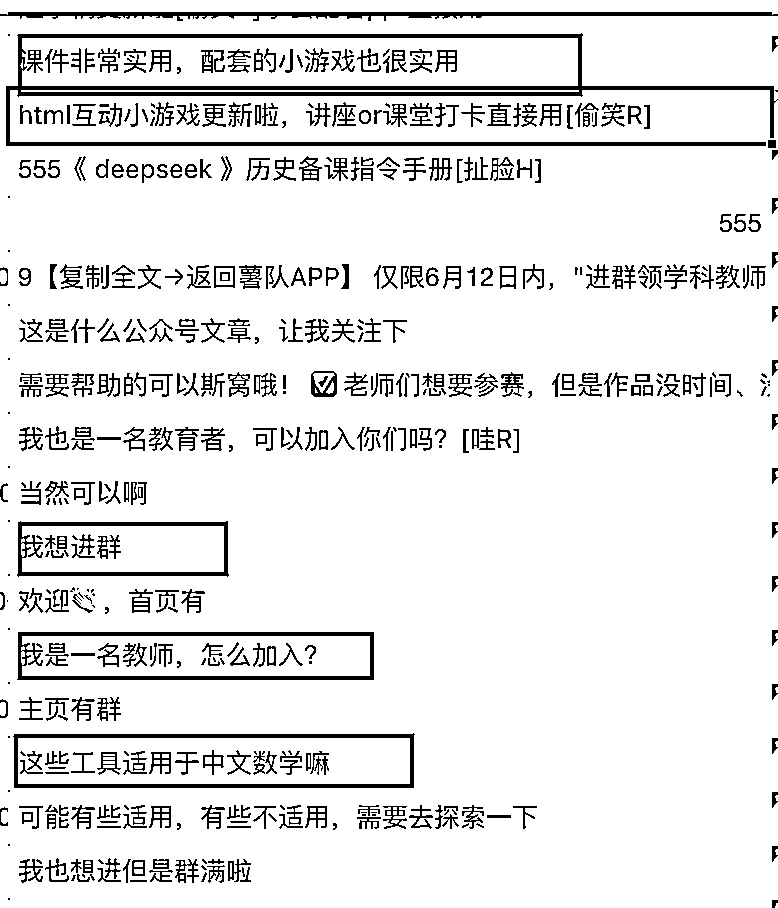 课件非常实用，配套的小游戏也很实用
html互动小游戏更新啦，讲座or课堂打卡直接用[偷笑R]
555《 deepseek 》历史备课指令手册[扯脸H]
555
9【复制全文→返回薯队APP】 仅限6月12日内，"进群领学科教师
这是什么公众号文章，让我关注下
需要帮助的可以斯窝哦！ ☑老师们想要参赛，但是作品没时间、
我也是一名教育者，可以加入你们吗？[哇R]
当然可以啊
我想进群
欢迎👏，首页有
我是一名教师，怎么加入？
主页有群
这些工具适用于中文数学嘛
可能有些适用，有些不适用，需要去探索一下
我也想进但是群满啦